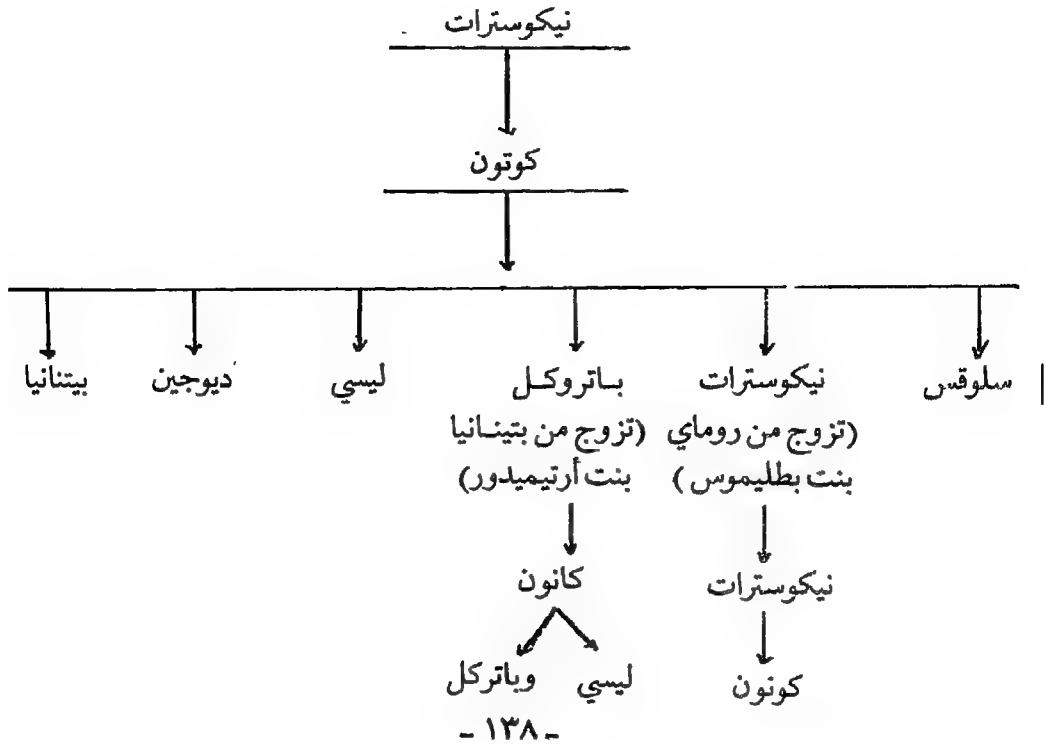 نيكوسترات
كوتون
سلوقس نيكوسترات باتروكل ليسي ديوجين بيتنانيا
(تزوج من روماي (تزوج من بتينانيا
بنت بطليموس) بنت أرتيميدور)
نيكوسترات كانون
كونون ليسي وباتركل
- ١٣٨ -